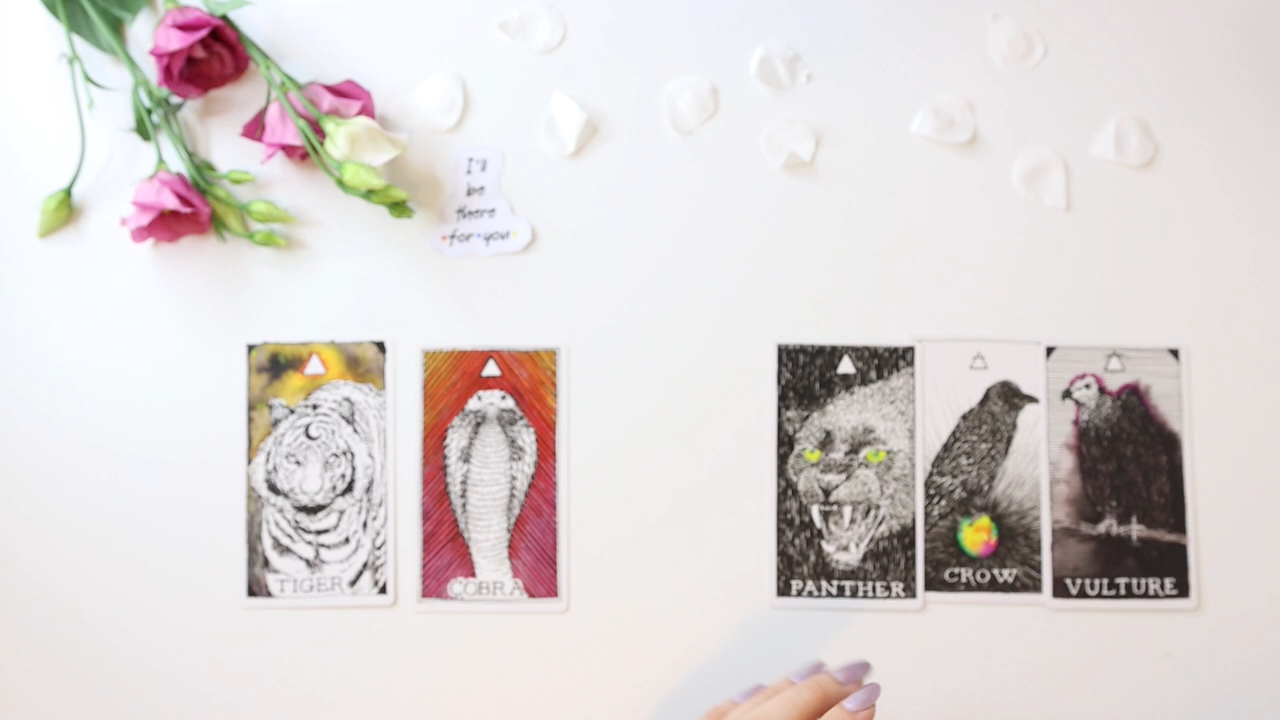 I'll
be
there
for you
TIGER
COBRA
PANTHER
CROW
VULTURE